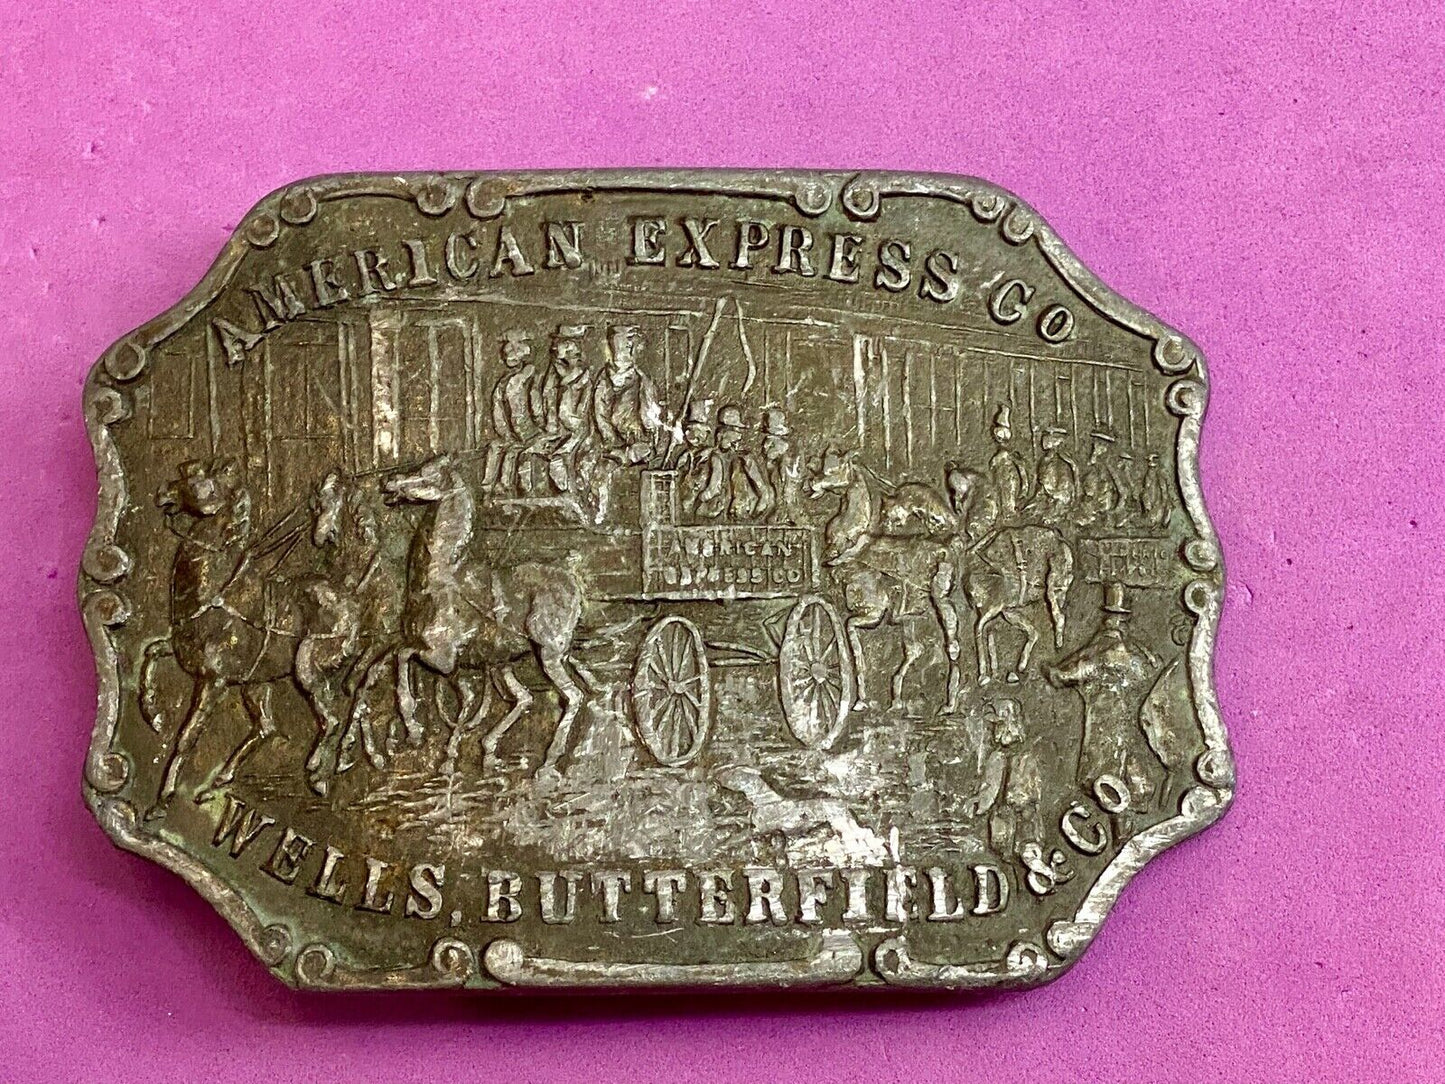 AMERICAN EXPRESS CO
AMERICAN
EXPRESS CO
WELLS, BUTTERFIELD & CO